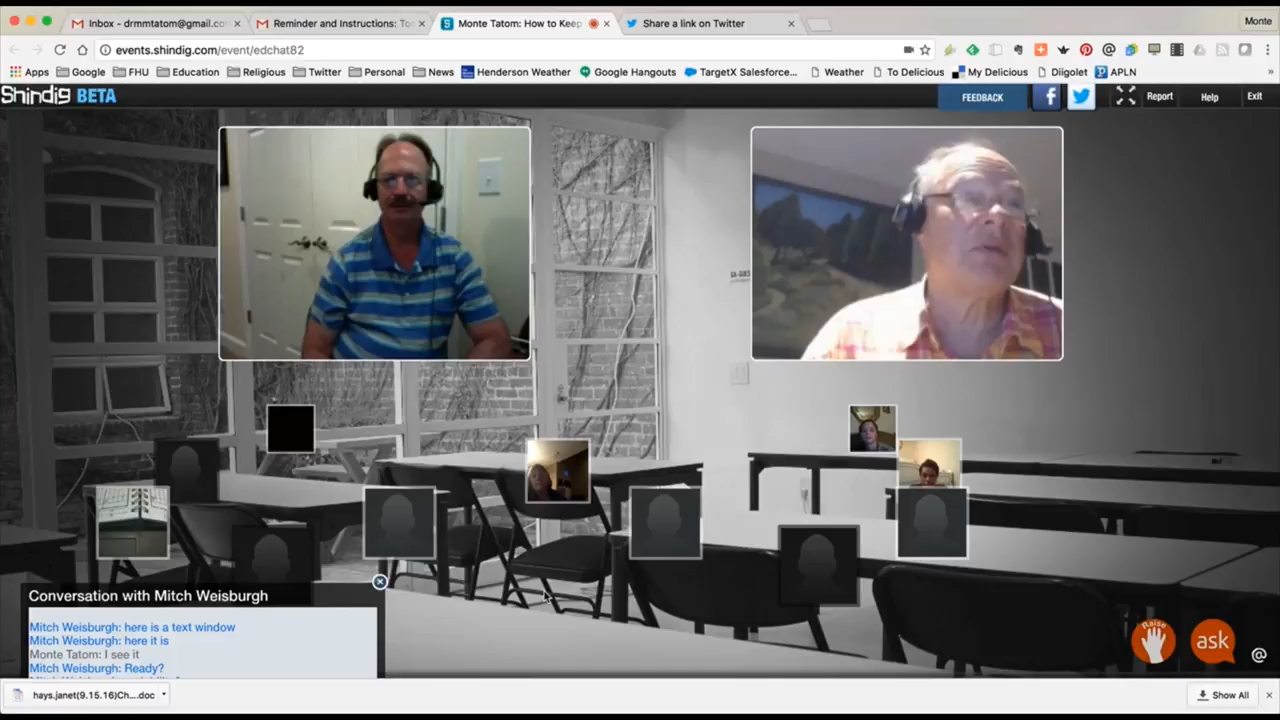 Inbox - drmmtatom@gmail.co
Reminder and Instructions: To
Monte Tatom: How to Keep
Share a link on Twitter
Monte
events.shindig.com/event/edchat82
Apps
Google
FHU
Education
Religious
Twitter
Personal
News
Henderson Weather
Google Hangouts
TargetX Salesforce...
Weather
To Delicious
My Delicious
Diigolet
APLN
»
Shindig BETA
FEEDBACK
Report
Help
Exit
Conversation with Mitch Weisburgh
Mitch Weisburgh: here is a text window
Mitch Weisburgh: here it is
Monte Tatom: I see it
Mitch Weisburgh: Ready?
Raise
ask
@
hays.janet(9.15.16)Ch....doc
Show All